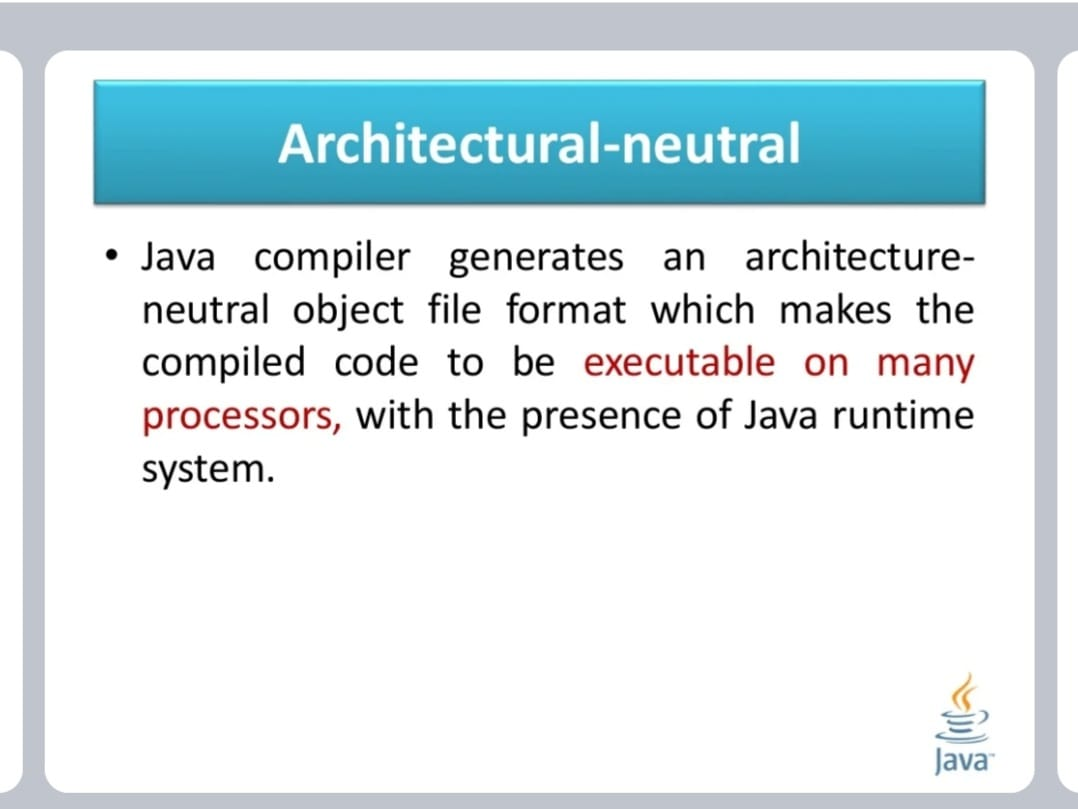 Architectural-neutral
• Java compiler generates an architecture-
neutral object file format which makes the
compiled code to be executable on many
processors, with the presence of Java runtime
system.
Java™